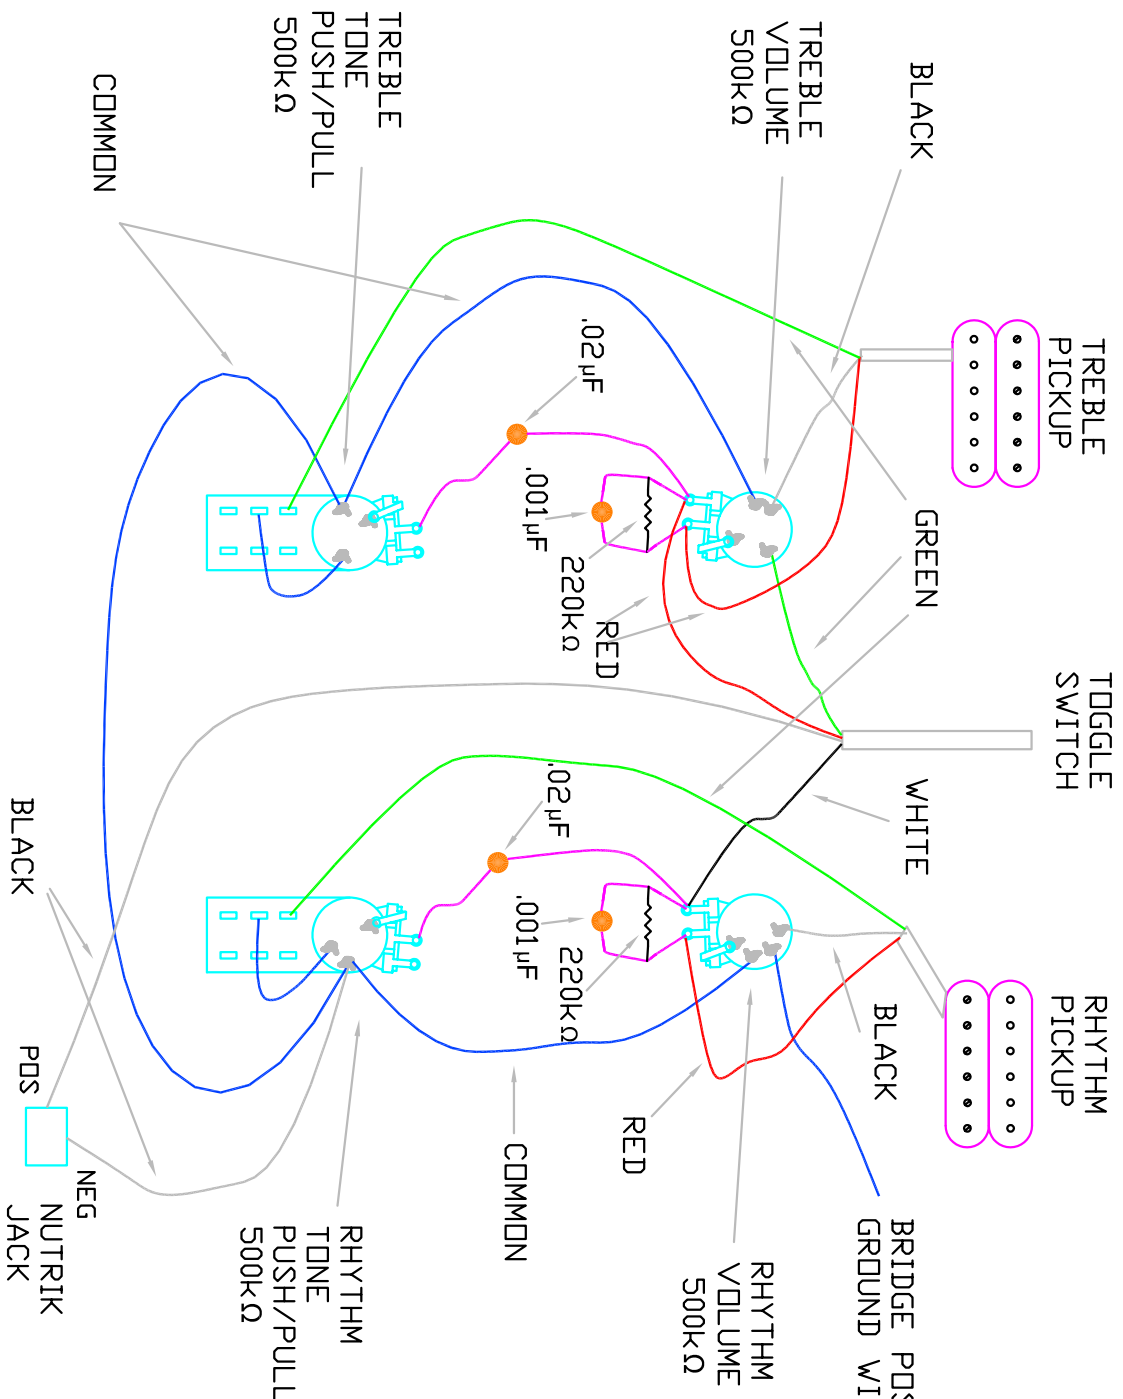 TREBLE
PICKUP
TOGGLE
SWITCH
RHYTHM
PICKUP
BLACK
GREEN
WHITE
BLACK
BRIDGE POS
GROUND WI
TREBLE
VOLUME
500kΩ
RHYTHM
VOLUME
500kΩ
.02µF
.001µF
220kΩ
RED
.02µF
.001µF
220kΩ
RED
COMMON
TREBLE
TONE
PUSH/PULL
500kΩ
RHYTHM
TONE
PUSH/PULL
500kΩ
COMMON
BLACK
POS
NEG
NUTRIK
JACK